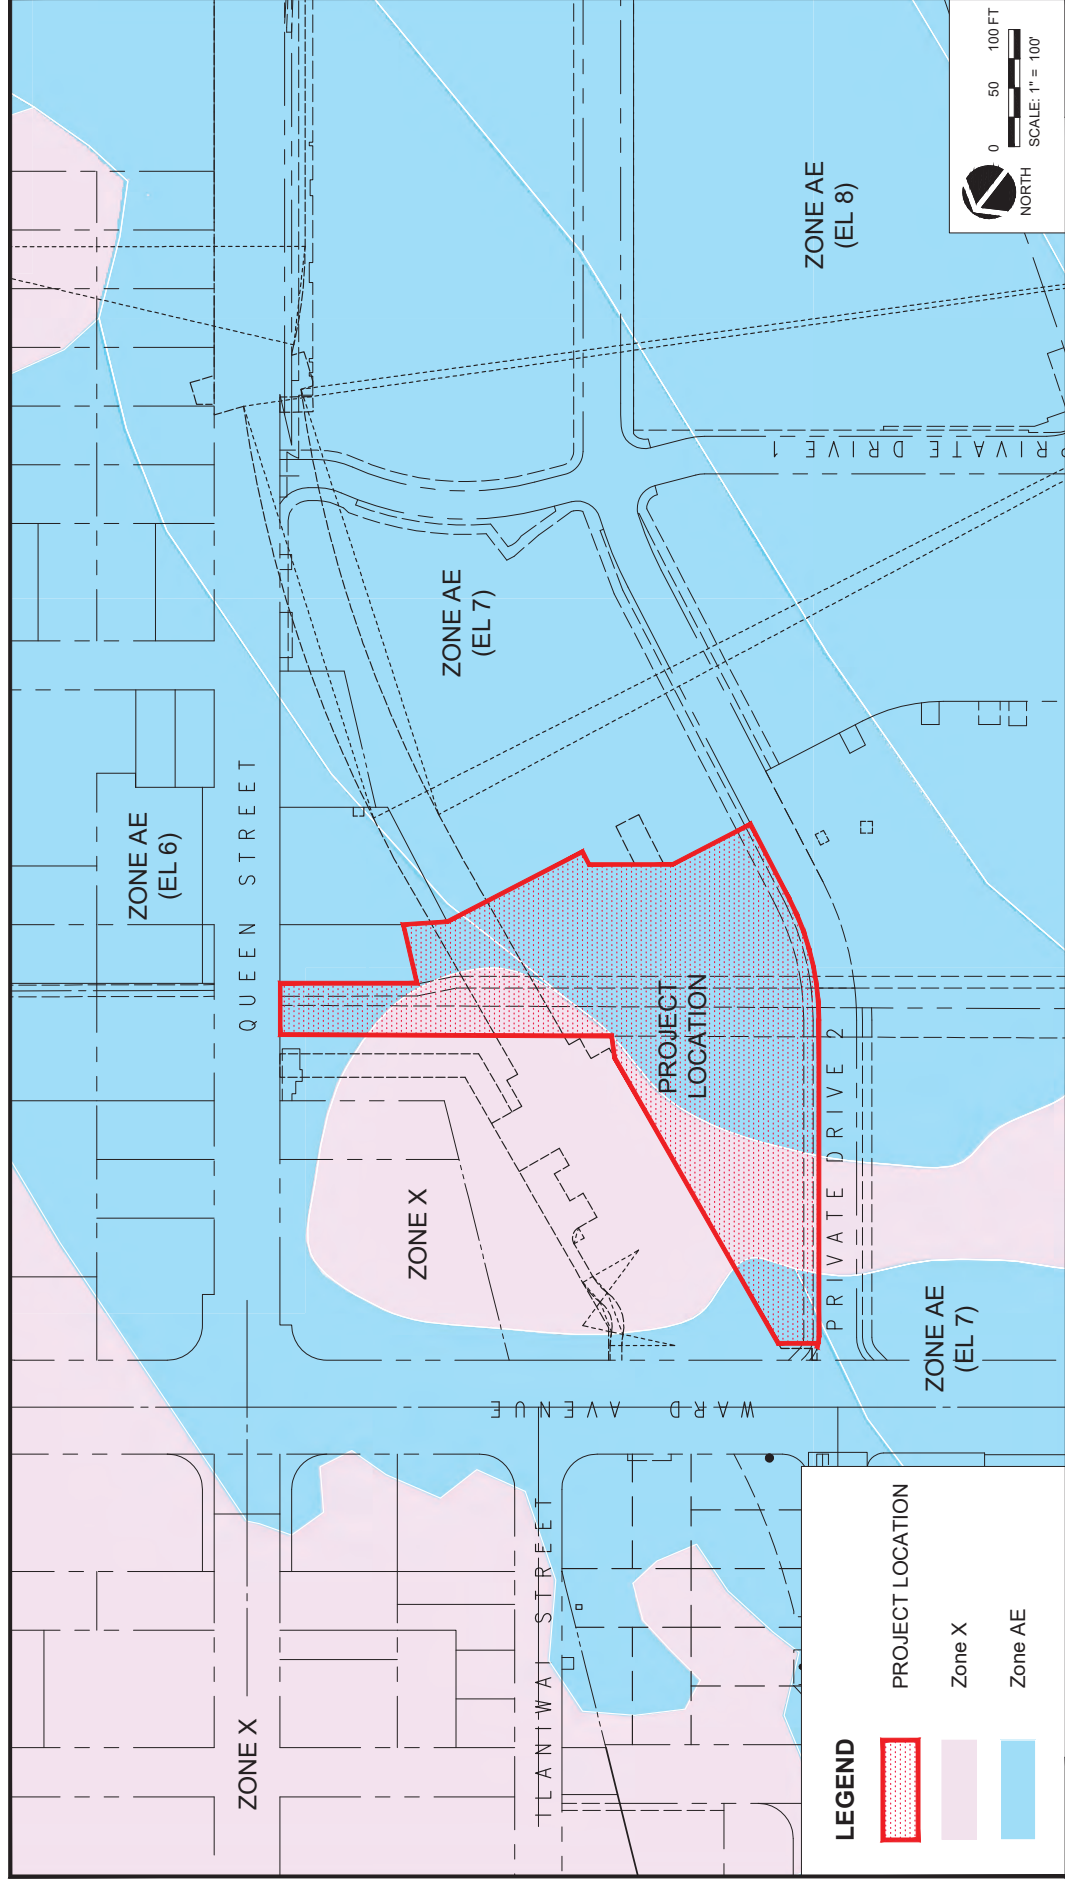 ZONE X
ZONE AE
(EL 6)
QUEEN STREET
ZONE X
ZONE AE
(EL 7)
ILANIWAI STREET
WARD AVENUE
PROJECT
LOCATION
PRIVATE DRIVE 1
PRIVATE DRIVE 2
ZONE AE
(EL 8)
ZONE AE
(EL 7)
LEGEND
PROJECT LOCATION
Zone X
Zone AE
NORTH
0 50 100 FT
SCALE: 1" = 100'